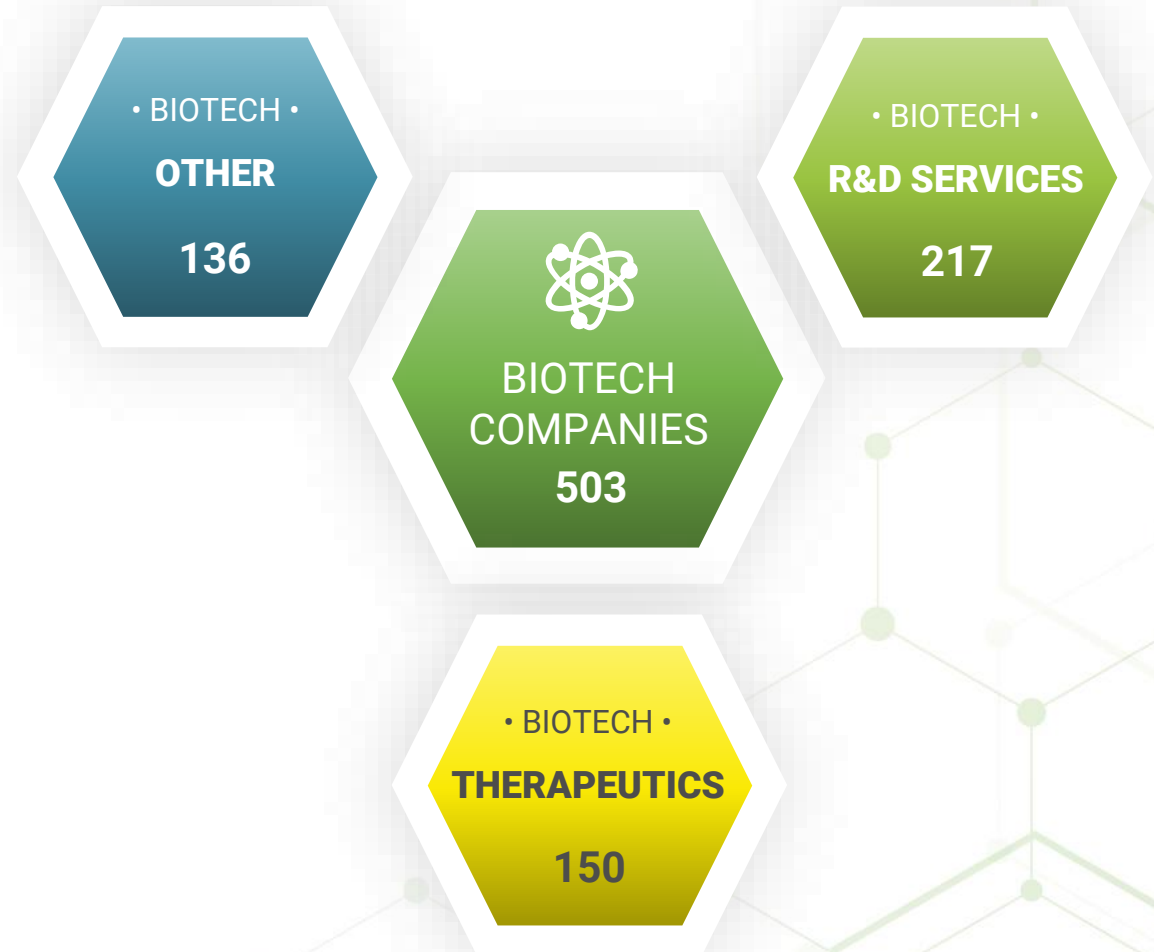 • BIOTECH •
OTHER
136
• BIOTECH •
R&D SERVICES
217
BIOTECH
COMPANIES
503
• BIOTECH •
THERAPEUTICS
150